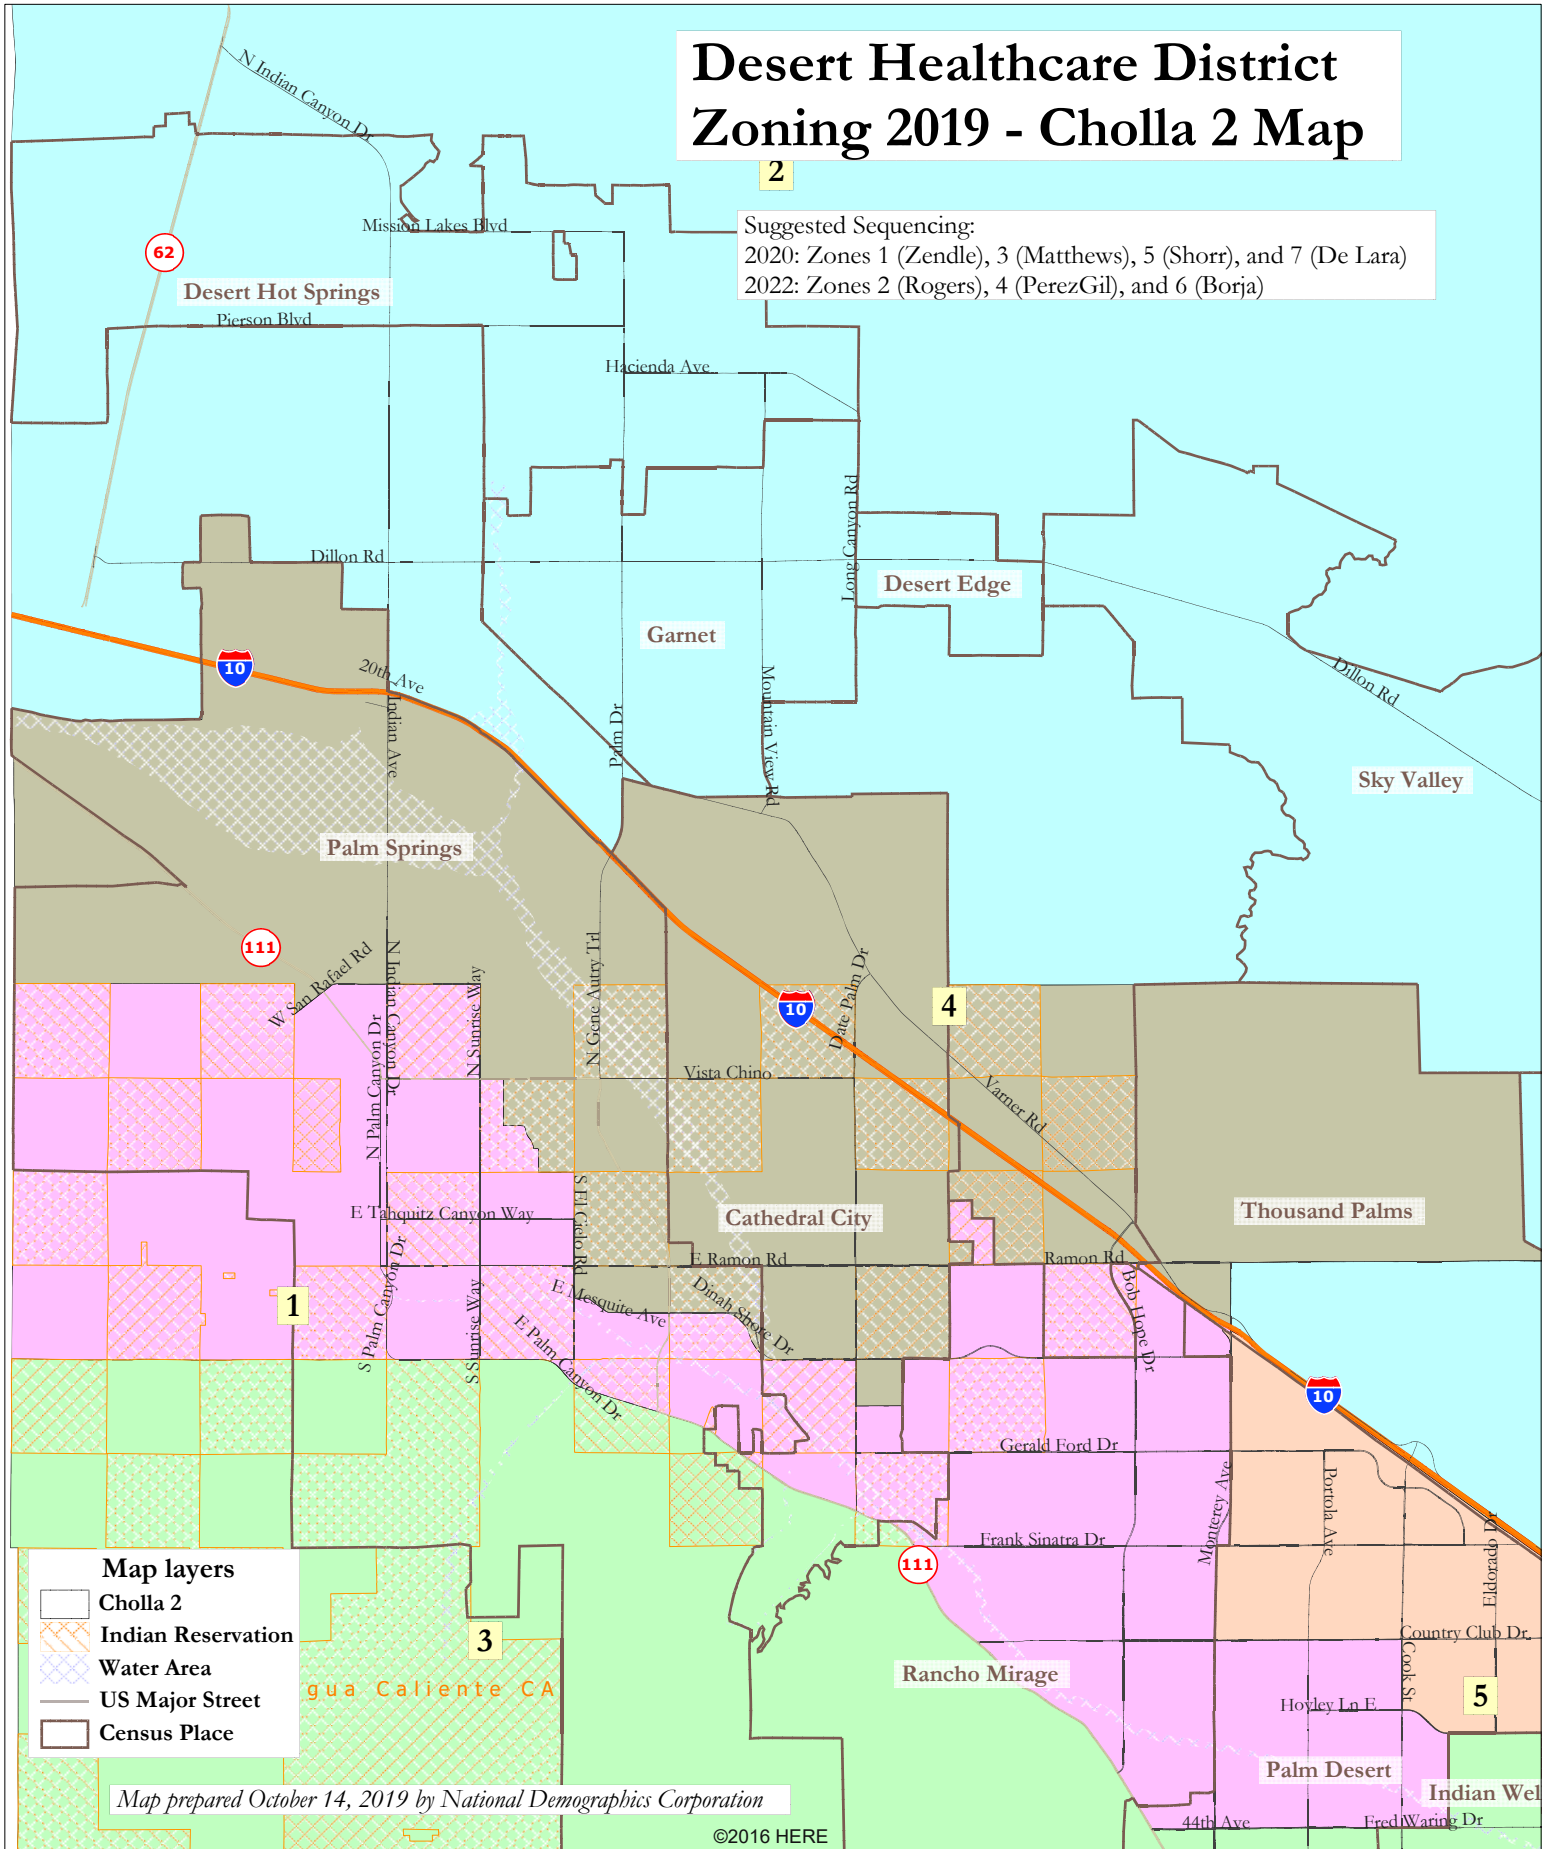 Desert Healthcare District
Zoning 2019 - Cholla 2 Map
2
Suggested Sequencing:
2020: Zones 1 (Zendle), 3 (Matthews), 5 (Shorr), and 7 (De Lara)
2022: Zones 2 (Rogers), 4 (PerezGil), and 6 (Borja)
N Indian Canyon Dr
Mission Lakes Blvd
62
Desert Hot Springs
Pierson Blvd
Hacienda Ave
Long Canyon Rd
Dillon Rd
Desert Edge
Garnet
10
20th Ave
Indian Ave
Palm Dr
Mountain View Rd
Dillon Rd
Sky Valley
Palm Springs
111
W San Rafael Rd
N Indian Canyon Dr
N Palm Canyon Dr
N Sunrise Way
N Gene Autry Trl
10
Date Palm Dr
4
Vista Chino
Varner Rd
E Tahquitz Canyon Way
S El Cielo Rd
Cathedral City
Thousand Palms
E Ramon Rd
Ramon Rd
1
S Palm Canyon Dr
S Sunrise Way
E Mesquite Ave
Dinah Shore Dr
E Palm Canyon Dr
Bob Hope Dr
10
Gerald Ford Dr
Monterey Ave
Portola Ave
Eldorado Dr
Frank Sinatra Dr
111
Map layers
Cholla 2
Indian Reservation
Water Area
US Major Street
Census Place
3
gua Caliente CA
Rancho Mirage
Country Club Dr
Cook St
5
Hovley Ln E
Palm Desert
Indian Wel
Map prepared October 14, 2019 by National Demographics Corporation
44th Ave
Fred Waring Dr
©2016 HERE